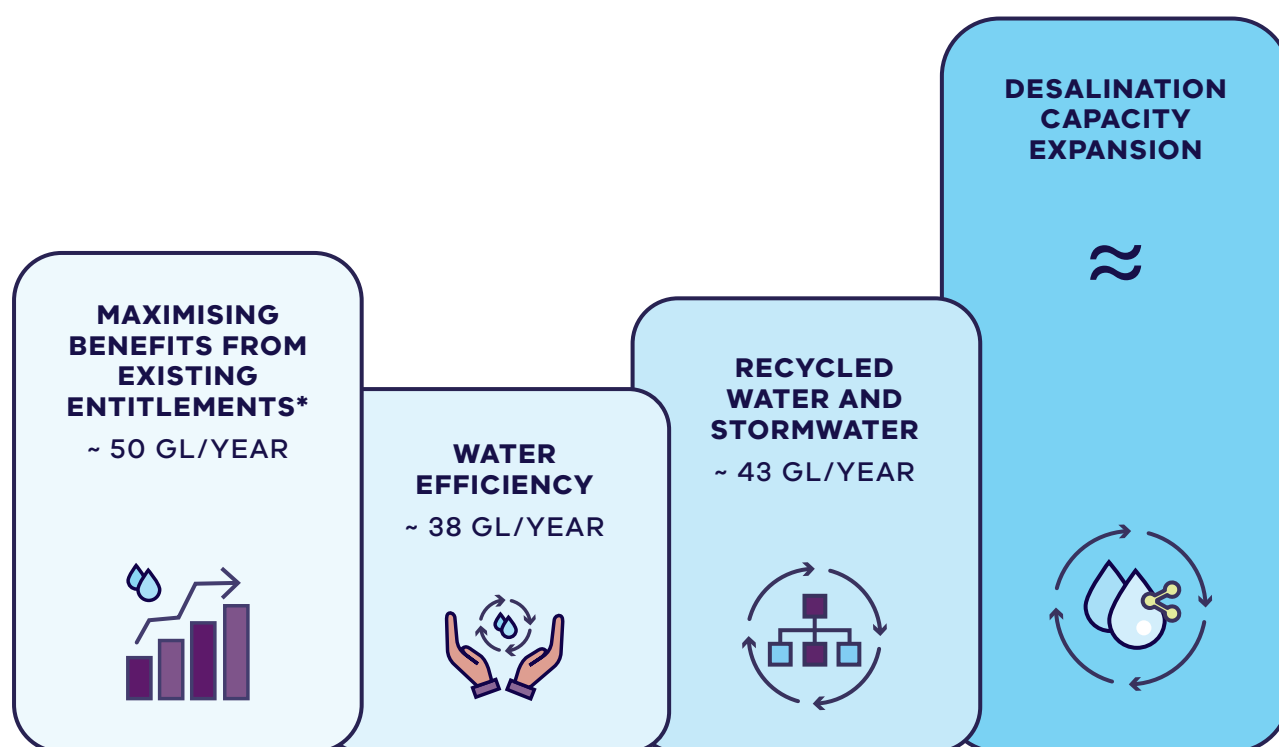 MAXIMISING
BENEFITS FROM
EXISTING
ENTITLEMENTS*
~ 50 GL/YEAR
WATER
EFFICIENCY
~ 38 GL/YEAR
RECYCLED
WATER AND
STORMWATER
~ 43 GL/YEAR
DESALINATION
CAPACITY
EXPANSION
≈